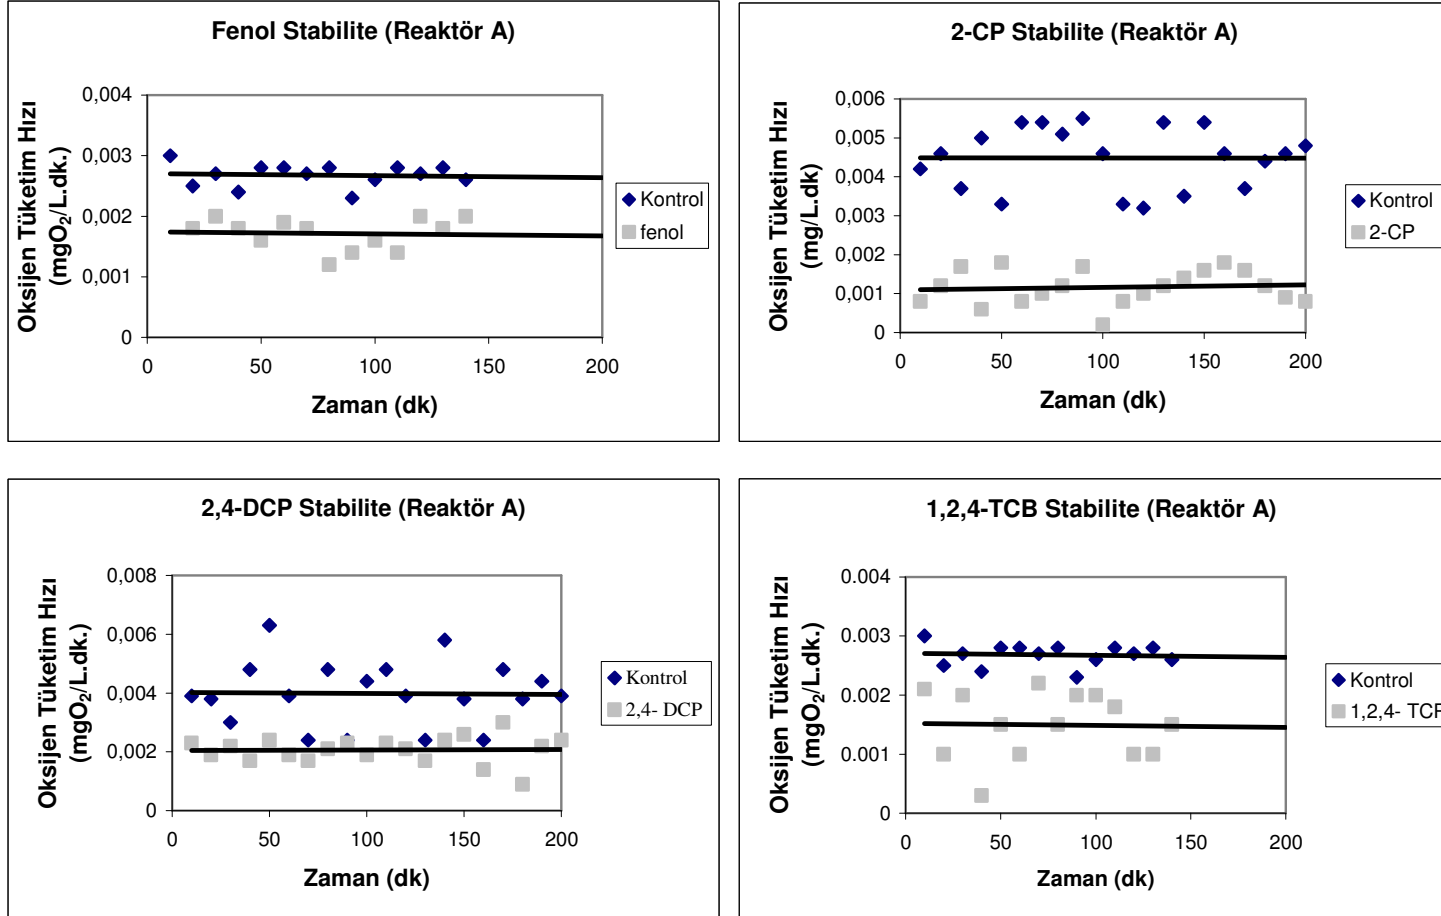 Fenol Stabilite (Reaktör A)
Oksijen Tüketim Hızı
(mgO₂/L.dk.)
0,004
0,003
0,002
0,001
0
0 50 100 150 200
Zaman (dk)
Kontrol
fenol
2-CP Stabilite (Reaktör A)
Oksijen Tüketim Hızı
(mg/L.dk)
0,006
0,005
0,004
0,003
0,002
0,001
0
0 50 100 150 200
Zaman (dk)
Kontrol
2-CP
2,4-DCP Stabilite (Reaktör A)
Oksijen Tüketim Hızı
(mgO₂/L.dk.)
0,008
0,006
0,004
0,002
0
0 50 100 150 200
Zaman (dk)
Kontrol
2,4- DCP
1,2,4-TCB Stabilite (Reaktör A)
Oksijen Tüketim Hızı
(mgO₂/L.dk.)
0.004
0.003
0.002
0.001
0
0 50 100 150 200
Zaman (dk)
Kontrol
1,2,4- TCP